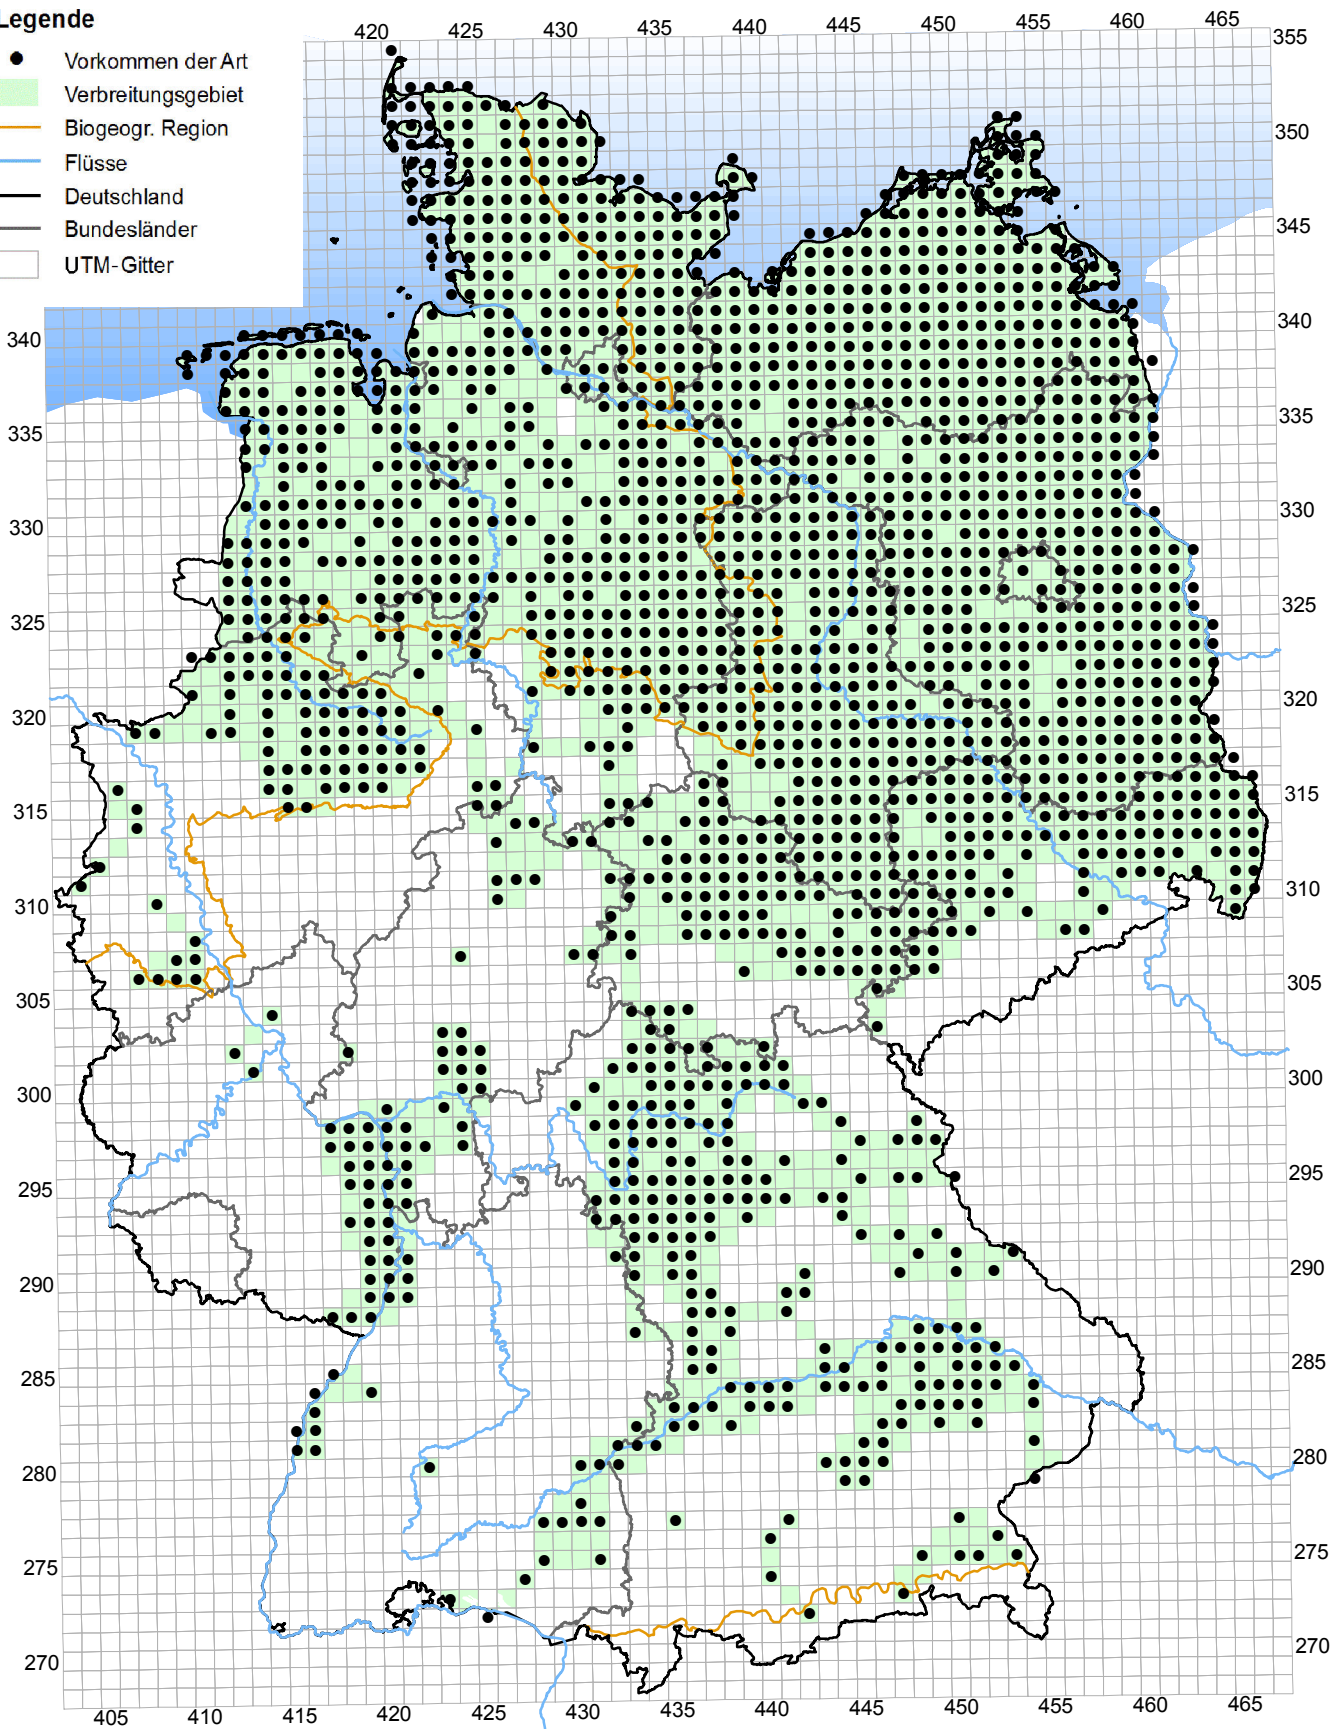 Legende
Vorkommen der Art
Verbreitungsgebiet
Biogeogr. Region
Flüsse
Deutschland
Bundesländer
UTM-Gitter
420 425 430 435 440 445 450 455 460 465
355
350
345
340 340
335 335
330 330
325 325
320 320
315 315
310 310
305 305
300 300
295 295
290 290
285 285
280 280
275 275
270 270
405 410 415 420 425 430 435 440 445 450 455 460 465